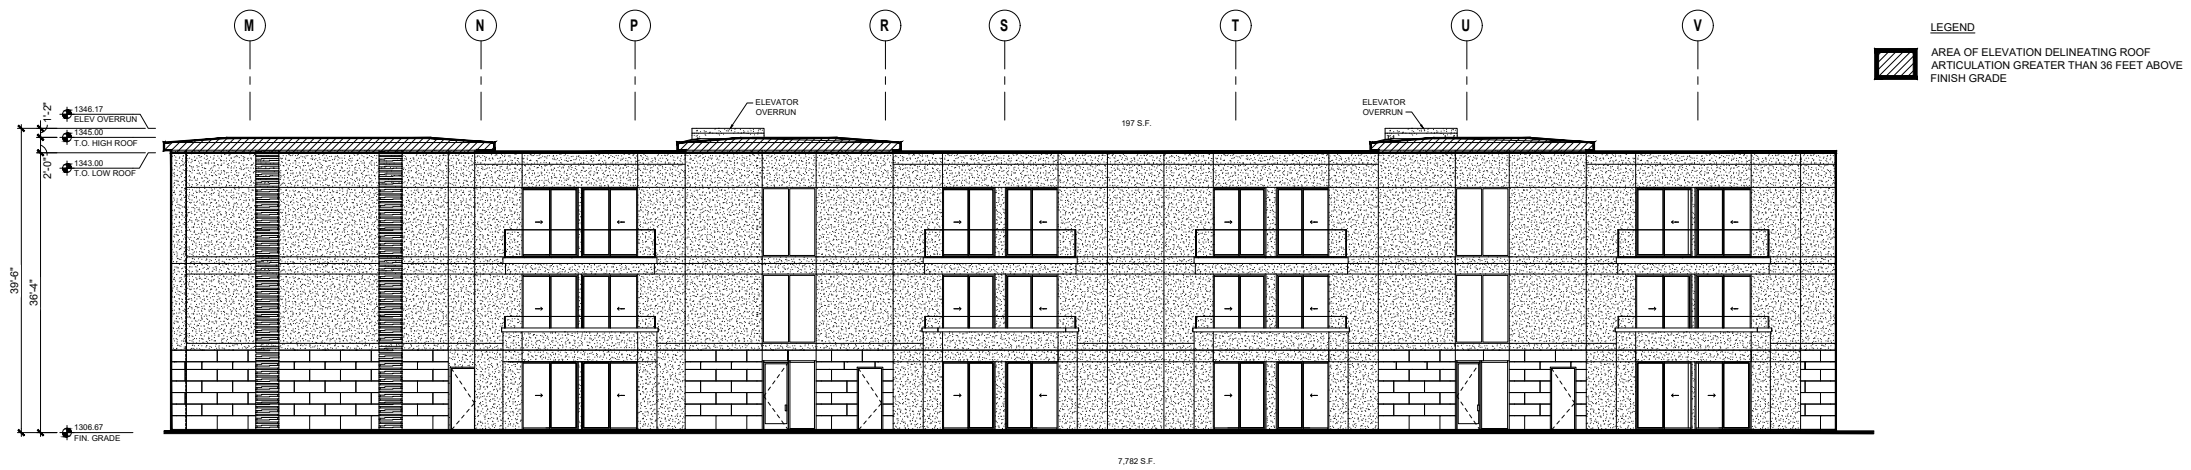 M
N
P
R
S
T
U
V
LEGEND
AREA OF ELEVATION DELINEATING ROOF
ARTICULATION GREATER THAN 36 FEET ABOVE
FINISH GRADE
1'-2"
1346.17
ELEV OVERRUN
1345.00
T.O. HIGH ROOF
2'-0"
1343.00
T.O. LOW ROOF
ELEVATOR
OVERRUN
197 S.F.
ELEVATOR
OVERRUN
39'-6"
36'-4"
1306.67
FIN. GRADE
7,782 S.F.